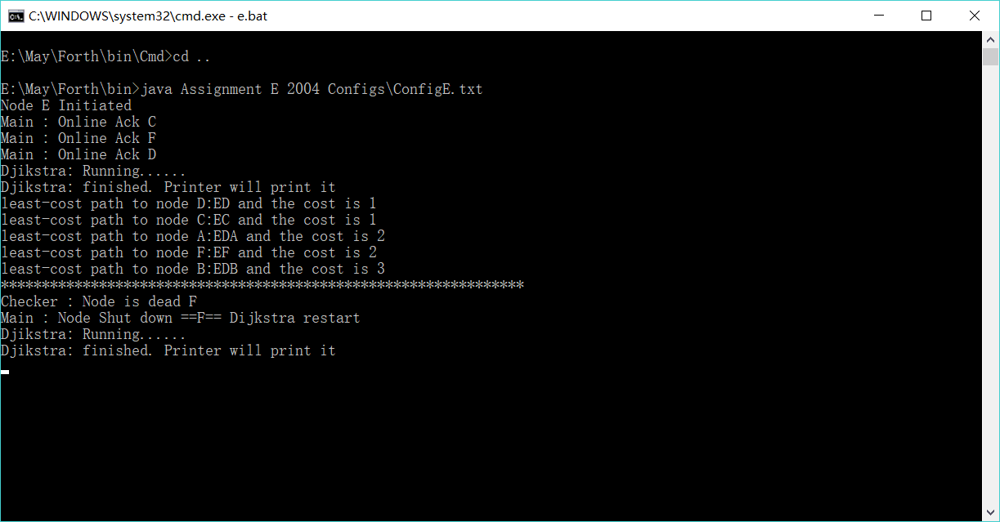 C:\WINDOWS\system32\cmd.exe - e.bat
E:\May\Forth\bin\Cmd>cd ..
E:\May\Forth\bin>java Assignment E 2004 Configs\ConfigE.txt
Node E Initiated
Main : Online Ack C
Main : Online Ack F
Main : Online Ack D
Djikstra: Running......
Djikstra: finished. Printer will print it
least-cost path to node D:ED and the cost is 1
least-cost path to node C:EC and the cost is 1
least-cost path to node A:EDA and the cost is 2
least-cost path to node F:EF and the cost is 2
least-cost path to node B:EDB and the cost is 3
****************************************************************
Checker : Node is dead F
Main : Node Shut down ==F== Dijkstra restart
Djikstra: Running......
Djikstra: finished. Printer will print it